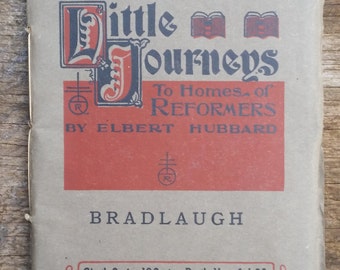 Little
Journeys
To Homes of
REFORMERS
BY ELBERT HUBBARD
BRADLAUGH